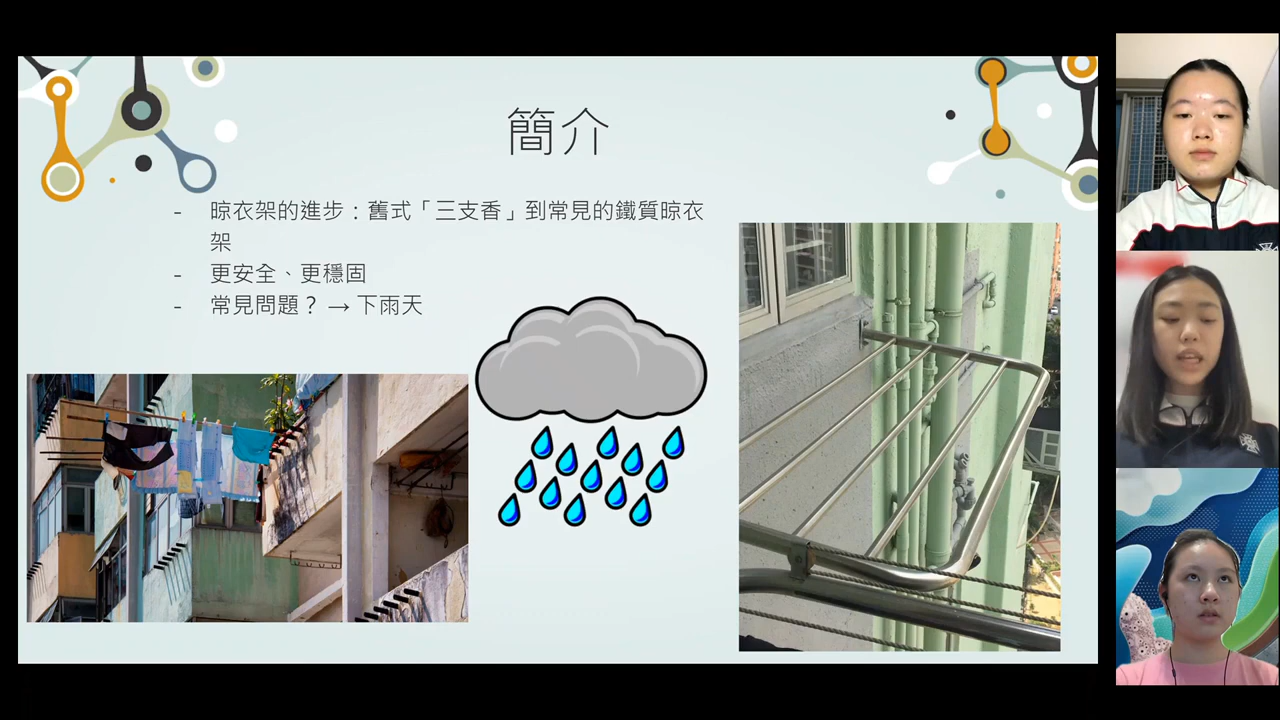 簡介
- 晾衣架的進步：舊式「三支香」到常見的鐵質晾衣
架
- 更安全、更穩固
- 常見問題？→ 下雨天